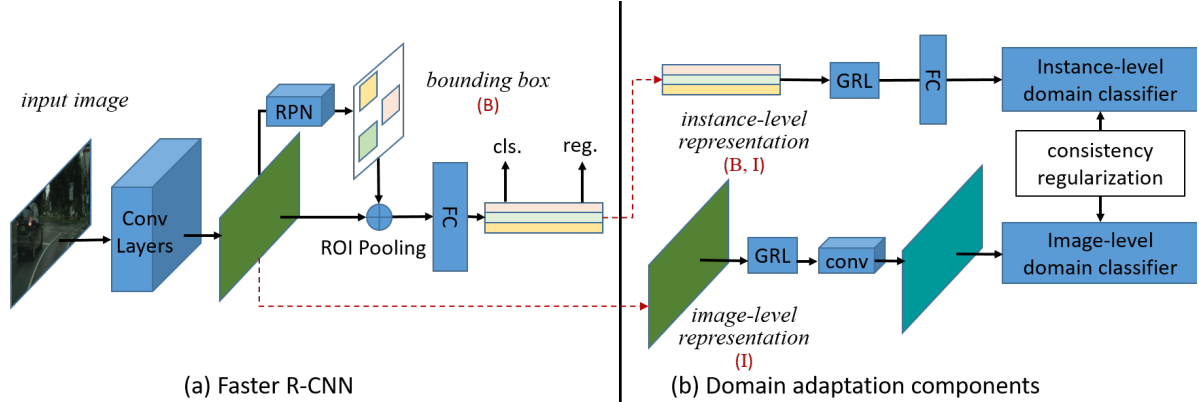 input image
Conv
Layers
RPN
bounding box
(B)
cls.
reg.
FC
ROI Pooling
(a) Faster R-CNN
instance-level
representation
(B, I)
GRL
FC
Instance-level
domain classifier
consistency
regularization
Image-level
domain classifier
GRL
conv
image-level
representation
(I)
(b) Domain adaptation components